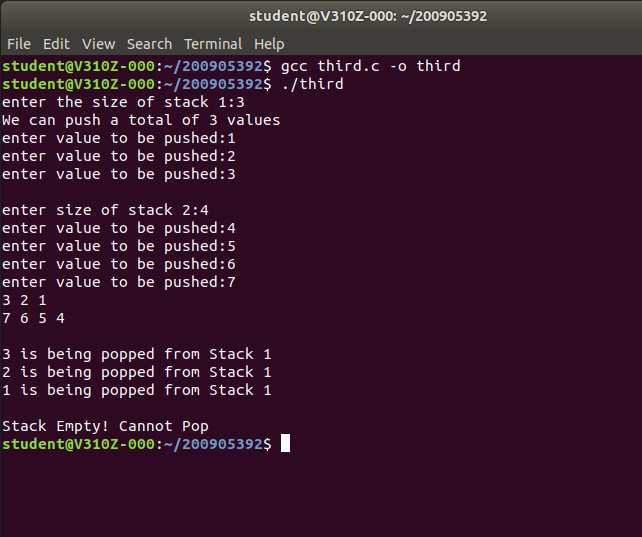 student@V310Z-000: ~/200905392
File Edit View Search Terminal Help
student@V310Z-000:~/200905392$ gcc third.c -o third
student@V310Z-000:~/200905392$ ./third
enter the size of stack 1:3
We can push a total of 3 values
enter value to be pushed:1
enter value to be pushed:2
enter value to be pushed:3
enter size of stack 2:4
enter value to be pushed:4
enter value to be pushed:5
enter value to be pushed:6
enter value to be pushed:7
3 2 1
7 6 5 4
3 is being popped from Stack 1
2 is being popped from Stack 1
1 is being popped from Stack 1
Stack Empty! Cannot Pop
student@V310Z-000:~/200905392$